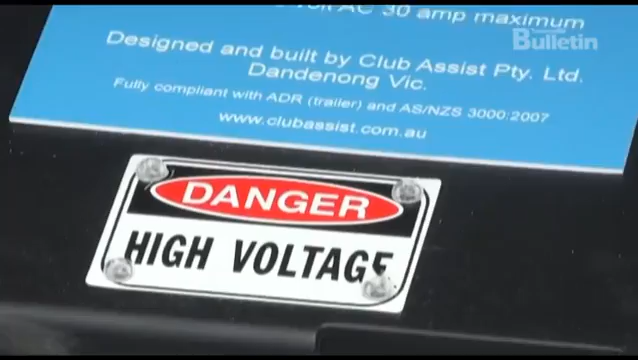 volt AC 30 amp maximum
Bulletin
Designed and built by Club Assist Pty. Ltd.
Dandenong Vic.
Fully compliant with ADR (trailer) and AS/NZS 3000:2007
www.clubassist.com.au
DANGER
HIGH VOLTAGE